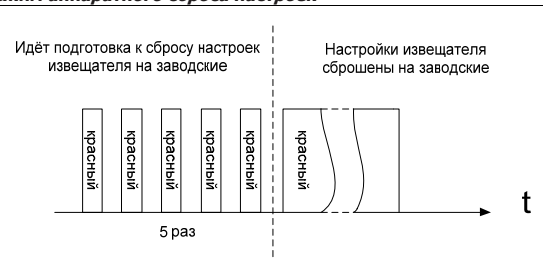 Идёт подготовка к сбросу настроек
извещателя на заводские
Настройки извещателя
сброшены на заводские
красный
красный
красный
красный
красный
красный
t
5 раз